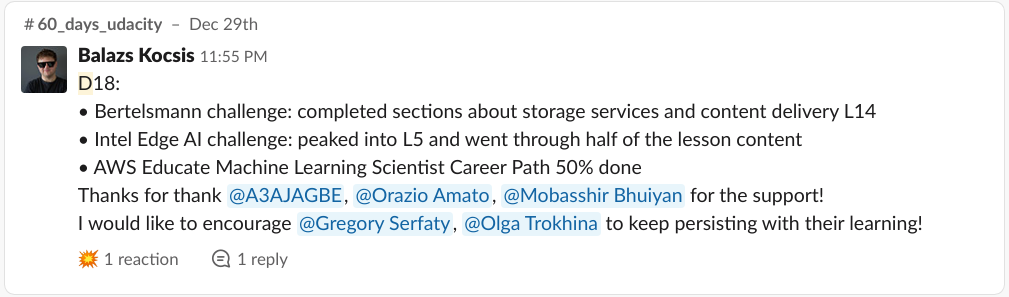 # 60_days_udacity – Dec 29th
Balazs Kocsis 11:55 PM
D18:
• Bertelsmann challenge: completed sections about storage services and content delivery L14
• Intel Edge AI challenge: peaked into L5 and went through half of the lesson content
• AWS Educate Machine Learning Scientist Career Path 50% done
Thanks for thank @A3AJAGBE, @Orazio Amato, @Mobasshir Bhuiyan for the support!
I would like to encourage @Gregory Serfaty, @Olga Trokhina to keep persisting with their learning!
1 reaction 1 reply